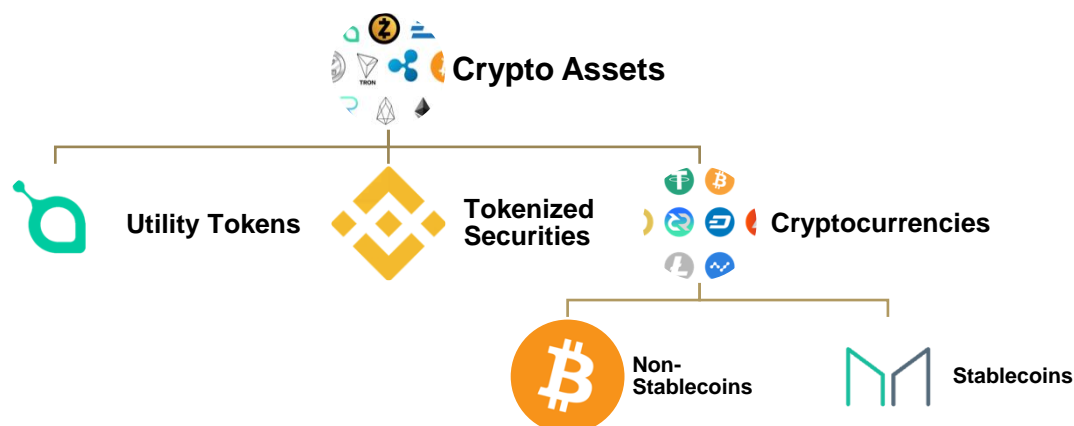 Crypto Assets
TRON
Utility Tokens
Tokenized
Securities
Cryptocurrencies
Non-
Stablecoins
Stablecoins